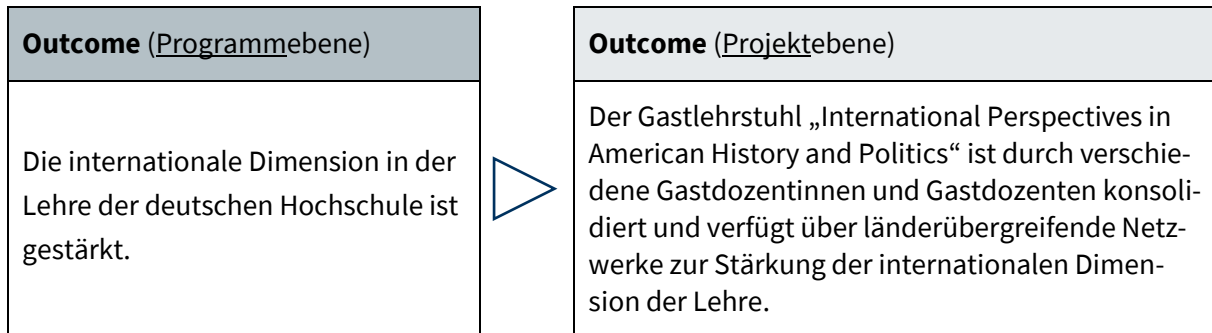 Outcome (Programmebene)
Die internationale Dimension in der
Lehre der deutschen Hochschule ist
gestärkt.
Outcome (Projektebene)
Der Gastlehrstuhl „International Perspectives in
American History and Politics“ ist durch verschie-
dene Gastdozentinnen und Gastdozenten konsoli-
diert und verfügt über länderübergreifende Netz-
werke zur Stärkung der internationalen Dimen-
sion der Lehre.